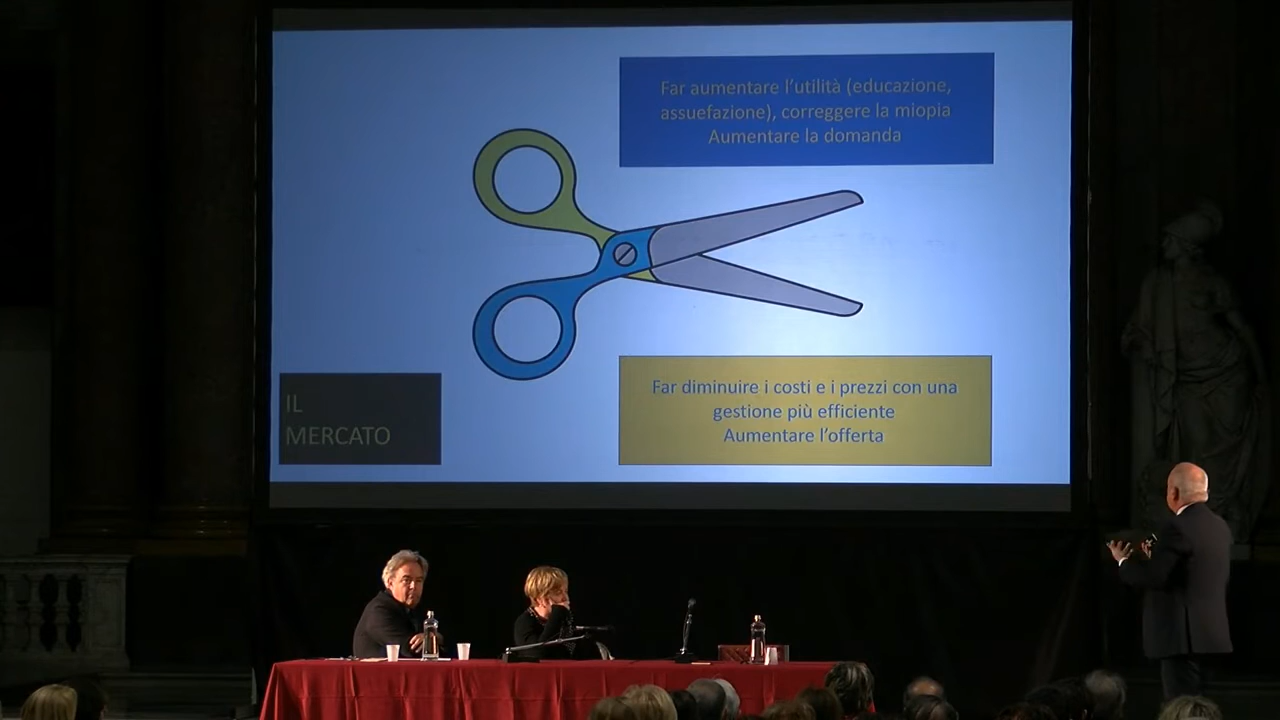 Far aumentare l'utilità (educazione,
assuefazione), correggere la miopia
Aumentare la domanda
Far diminuire i costi e i prezzi con una
gestione più efficiente
Aumentare l'offerta
IL
MERCATO